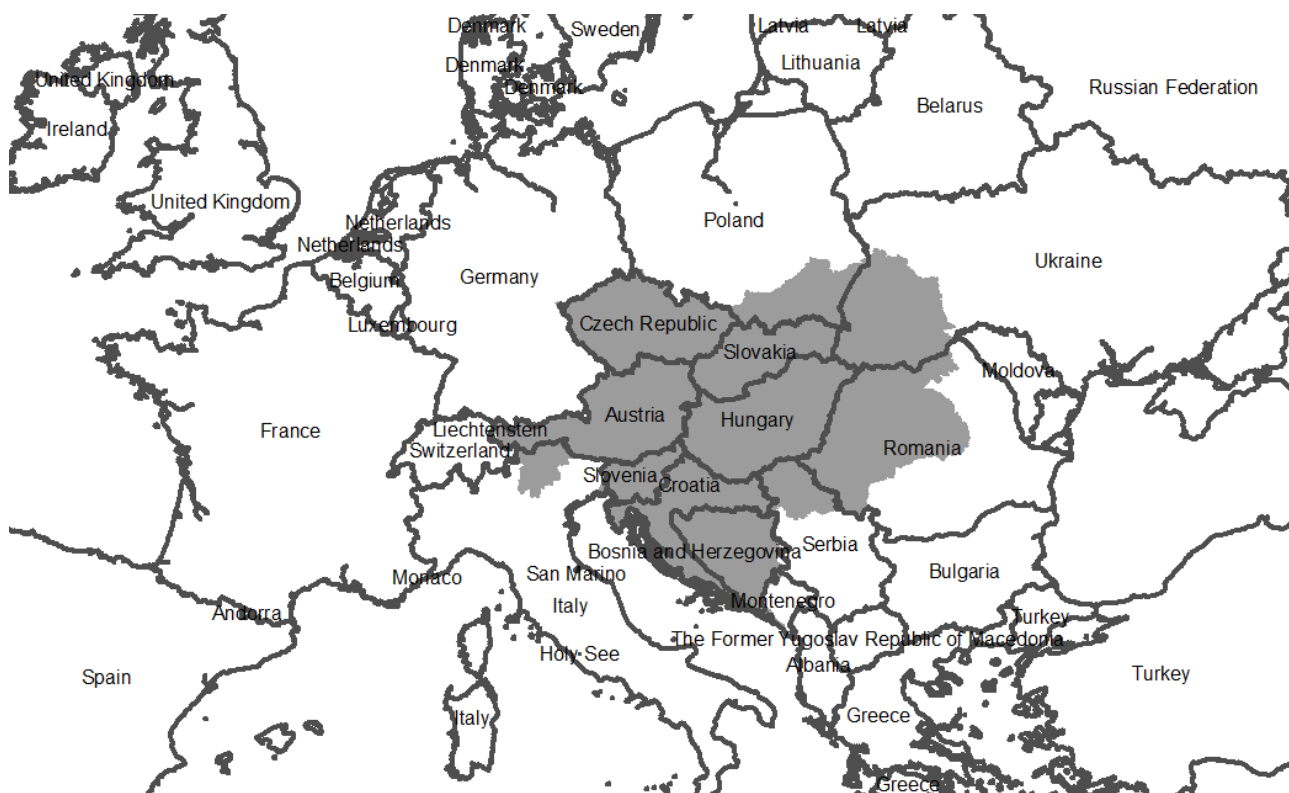 Denmark
Sweden
Latvia
Latvia
Lithuania
United Kingdom
Denmark
Denmark
Russian Federation
Belarus
Ireland
United Kingdom
Netherlands
Poland
Netherlands
Ukraine
Belgium
Germany
Luxembourg
Czech Republic
Slovakia
Moldova
Austria
Hungary
France
Liechtenstein
Switzerland
Romania
Slovenia
Croatia
Bosnia and Herzegovina
Serbia
Monaco
San Marino
Bulgaria
Andorra
Italy
Montenegro
Turkey
The Former Yugoslav Republic of Macedonia
Holy See
Albania
Spain
Turkey
Italy
Greece
Greece